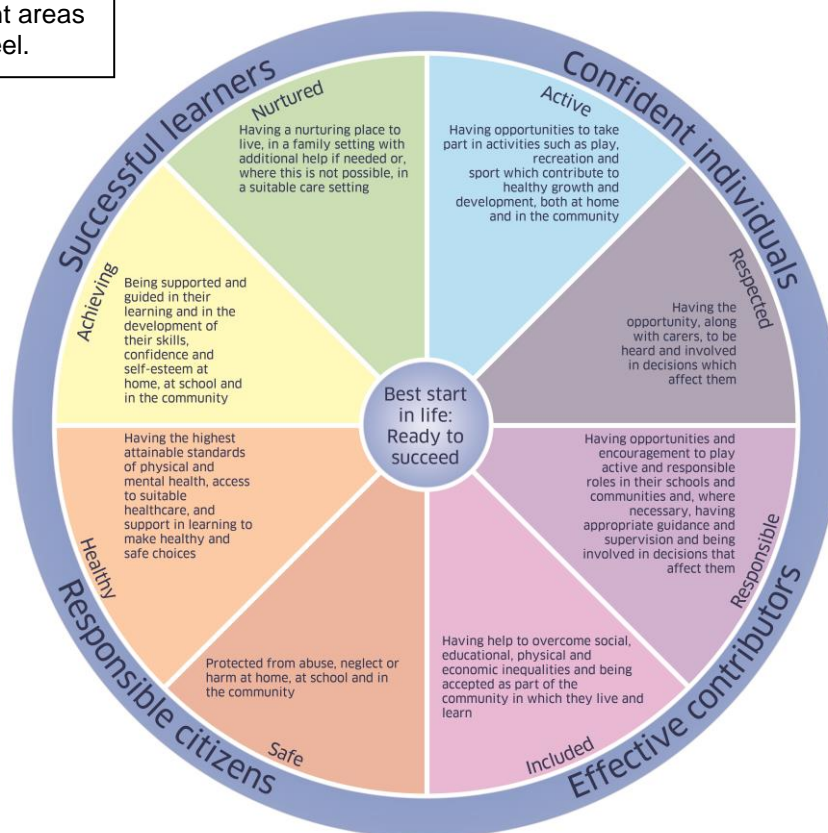 nt areas
eel.
Successful learners
Confident individuals
Nurtured
Having a nurturing place to
live, in a family setting with
additional help if needed or,
where this is not possible, in
a suitable care setting
Active
Having opportunities to take
part in activities such as play,
recreation and
sport which contribute to
healthy growth and
development, both at home
and in the community
Achieving
Being supported and
guided in their
learning and in the
development of
their skills,
confidence and
self-esteem at
home, at school and
in the community
Respected
Having the
opportunity, along
with carers, to be
heard and involved
in decisions which
affect them
Best start
in life:
Ready to
succeed
Healthy
Having the highest
attainable standards
of physical and
mental health, access
to suitable
healthcare, and
support in learning to
make healthy and
safe choices
Responsible
Having opportunities and
encouragement to play
active and responsible
roles in their schools and
communities and, where
necessary, having
appropriate guidance and
supervision and being
involved in decisions that
affect them
Protected from abuse, neglect or
harm at home, at school and in
the community
Safe
Having help to overcome social,
educational, physical and
economic inequalities and being
accepted as part of the
community in which they live and
learn
Included
Responsible citizens
Effective contributors